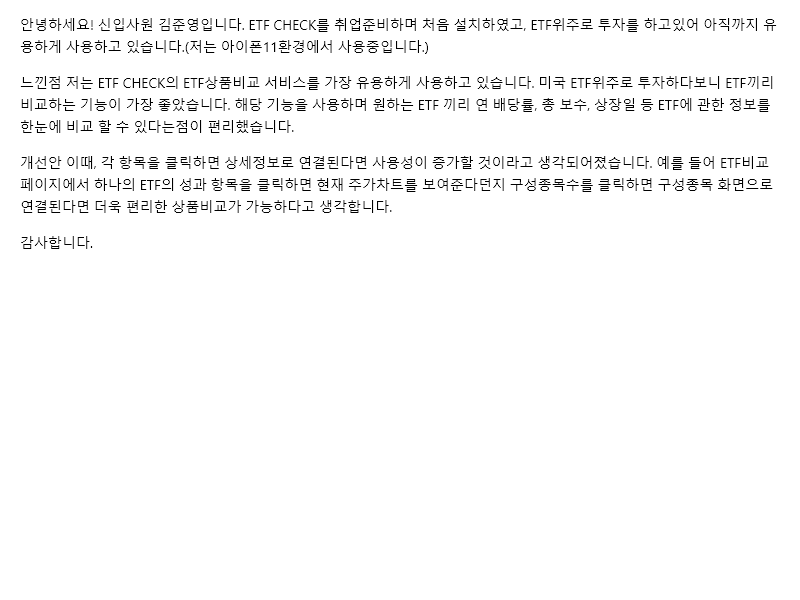 안녕하세요! 신입사원 김준영입니다. ETF CHECK를 취업준비하며 처음 설치하였고, ETF위주로 투자를 하고있어 아직까지 유
용하게 사용하고 있습니다.(저는 아이폰11환경에서 사용중입니다.)
느낀점 저는 ETF CHECK의 ETF상품비교 서비스를 가장 유용하게 사용하고 있습니다. 미국 ETF위주로 투자하다보니 ETF끼리
비교하는 기능이 가장 좋았습니다. 해당 기능을 사용하며 원하는 ETF 끼리 연 배당률, 총 보수, 상장일 등 ETF에 관한 정보를
한눈에 비교 할 수 있다는점이 편리했습니다.
개선안 이때, 각 항목을 클릭하면 상세정보로 연결된다면 사용성이 증가할 것이라고 생각되어졌습니다. 예를 들어 ETF비교
페이지에서 하나의 ETF의 성과 항목을 클릭하면 현재 주가차트를 보여준다던지 구성종목수를 클릭하면 구성종목 화면으로
연결된다면 더욱 편리한 상품비교가 가능하다고 생각합니다.
감사합니다.